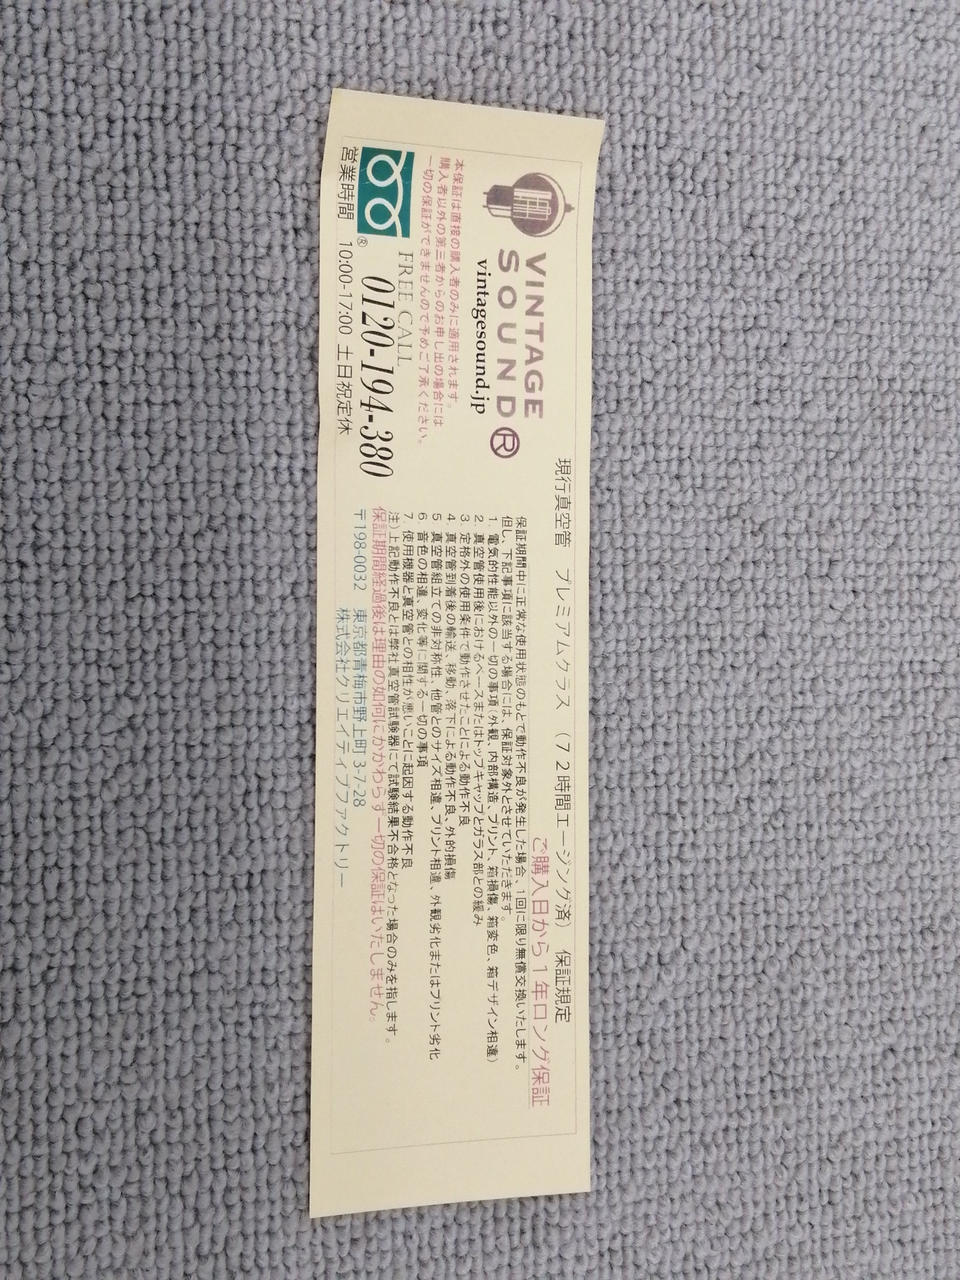 VINTAGE
SOUND®
vintagesound.jp
本保証は直接の購入者のみに適用されます。
購入者以外の第三者からのお申し出の場合には
一切の保証ができませんので予めご了承ください。
FREE CALL
® 0120-194-380
営業時間 10:00-17:00 土日祝定休
現行真空管 プレミアムクラス (72時間エージング済) 保証規定
ご購入日から1年ロング保証
保証期間中に正常な使用状態のもとで動作不良が発生した場合、1回に限り無償交換いたします。
但し、下記事項に該当する場合には、保証対象外とさせていただきます。
1 電気的性能以外の一切の事項(外観、内部構造、プリント、箱損傷、箱変色、箱デザイン相違)
2 真空管使用後におけるベースまたはトップキャップとガラス部との緩み
3 定格外の使用条件で動作させたことによる動作不良
4 真空管到着後の輸送、移動、落下による動作不良、外的損傷
5 真空管組立ての非対称性、他管とのサイズ相違、プリント相違、外観劣化またはプリント劣化
6 音色の相違、変化等に関する一切の事項
7 使用機器と真空管との相性が悪いことに起因する動作不良
注)上記動作不良とは弊社真空管試験器にて試験結果不合格となった場合のみを指します。
保証期間経過後は理由の如何にかかわらず一切の保証はいたしません。
〒198-0032 東京都青梅市野上町3-7-28
株式会社クリエイティブファクトリー